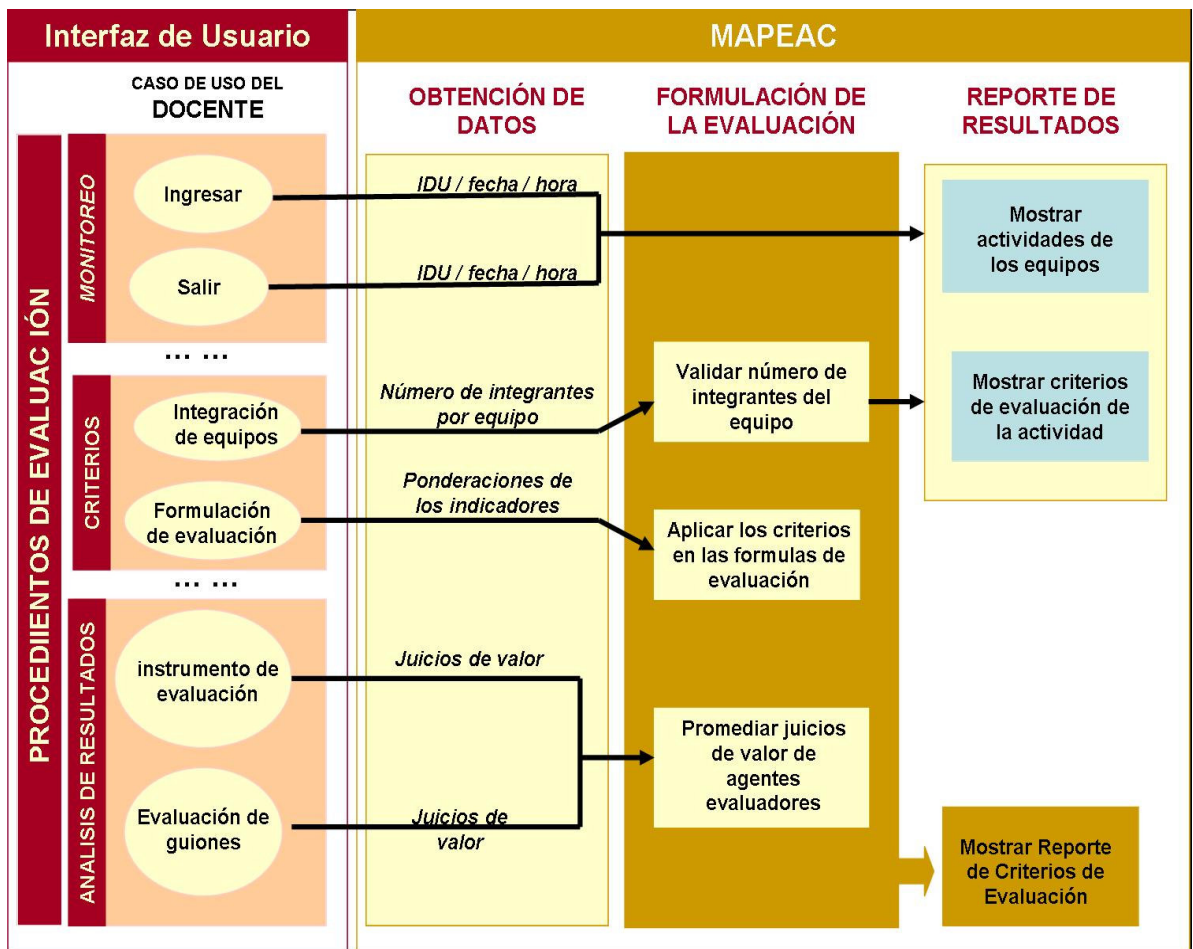 Interfaz de Usuario
MAPEAC
CASO DE USO DEL
DOCENTE
OBTENCIÓN DE
DATOS
FORMULACIÓN DE
LA EVALUACIÓN
REPORTE DE
RESULTADOS
PROCEDIIENTOS DE EVALUAC IÓN
MONITOREO
Ingresar
IDU / fecha / hora
Salir
IDU / fecha / hora
Mostrar
actividades de
los equipos
... ...
CRITERIOS
Integración
de equipos
Número de integrantes
por equipo
Validar número de
integrantes del
equipo
Mostrar criterios
de evaluación de
la actividad
Formulación
de evaluación
Ponderaciones de
los indicadores
Aplicar los criterios
en las formulas de
evaluación
... ...
ANALISIS DE RESULTADOS
instrumento de
evaluación
Juicios de valor
Promediar juicios
de valor de
agentes
evaluadores
Evaluación de
guiones
Juicios de
valor
Mostrar Reporte
de Criterios de
Evaluación